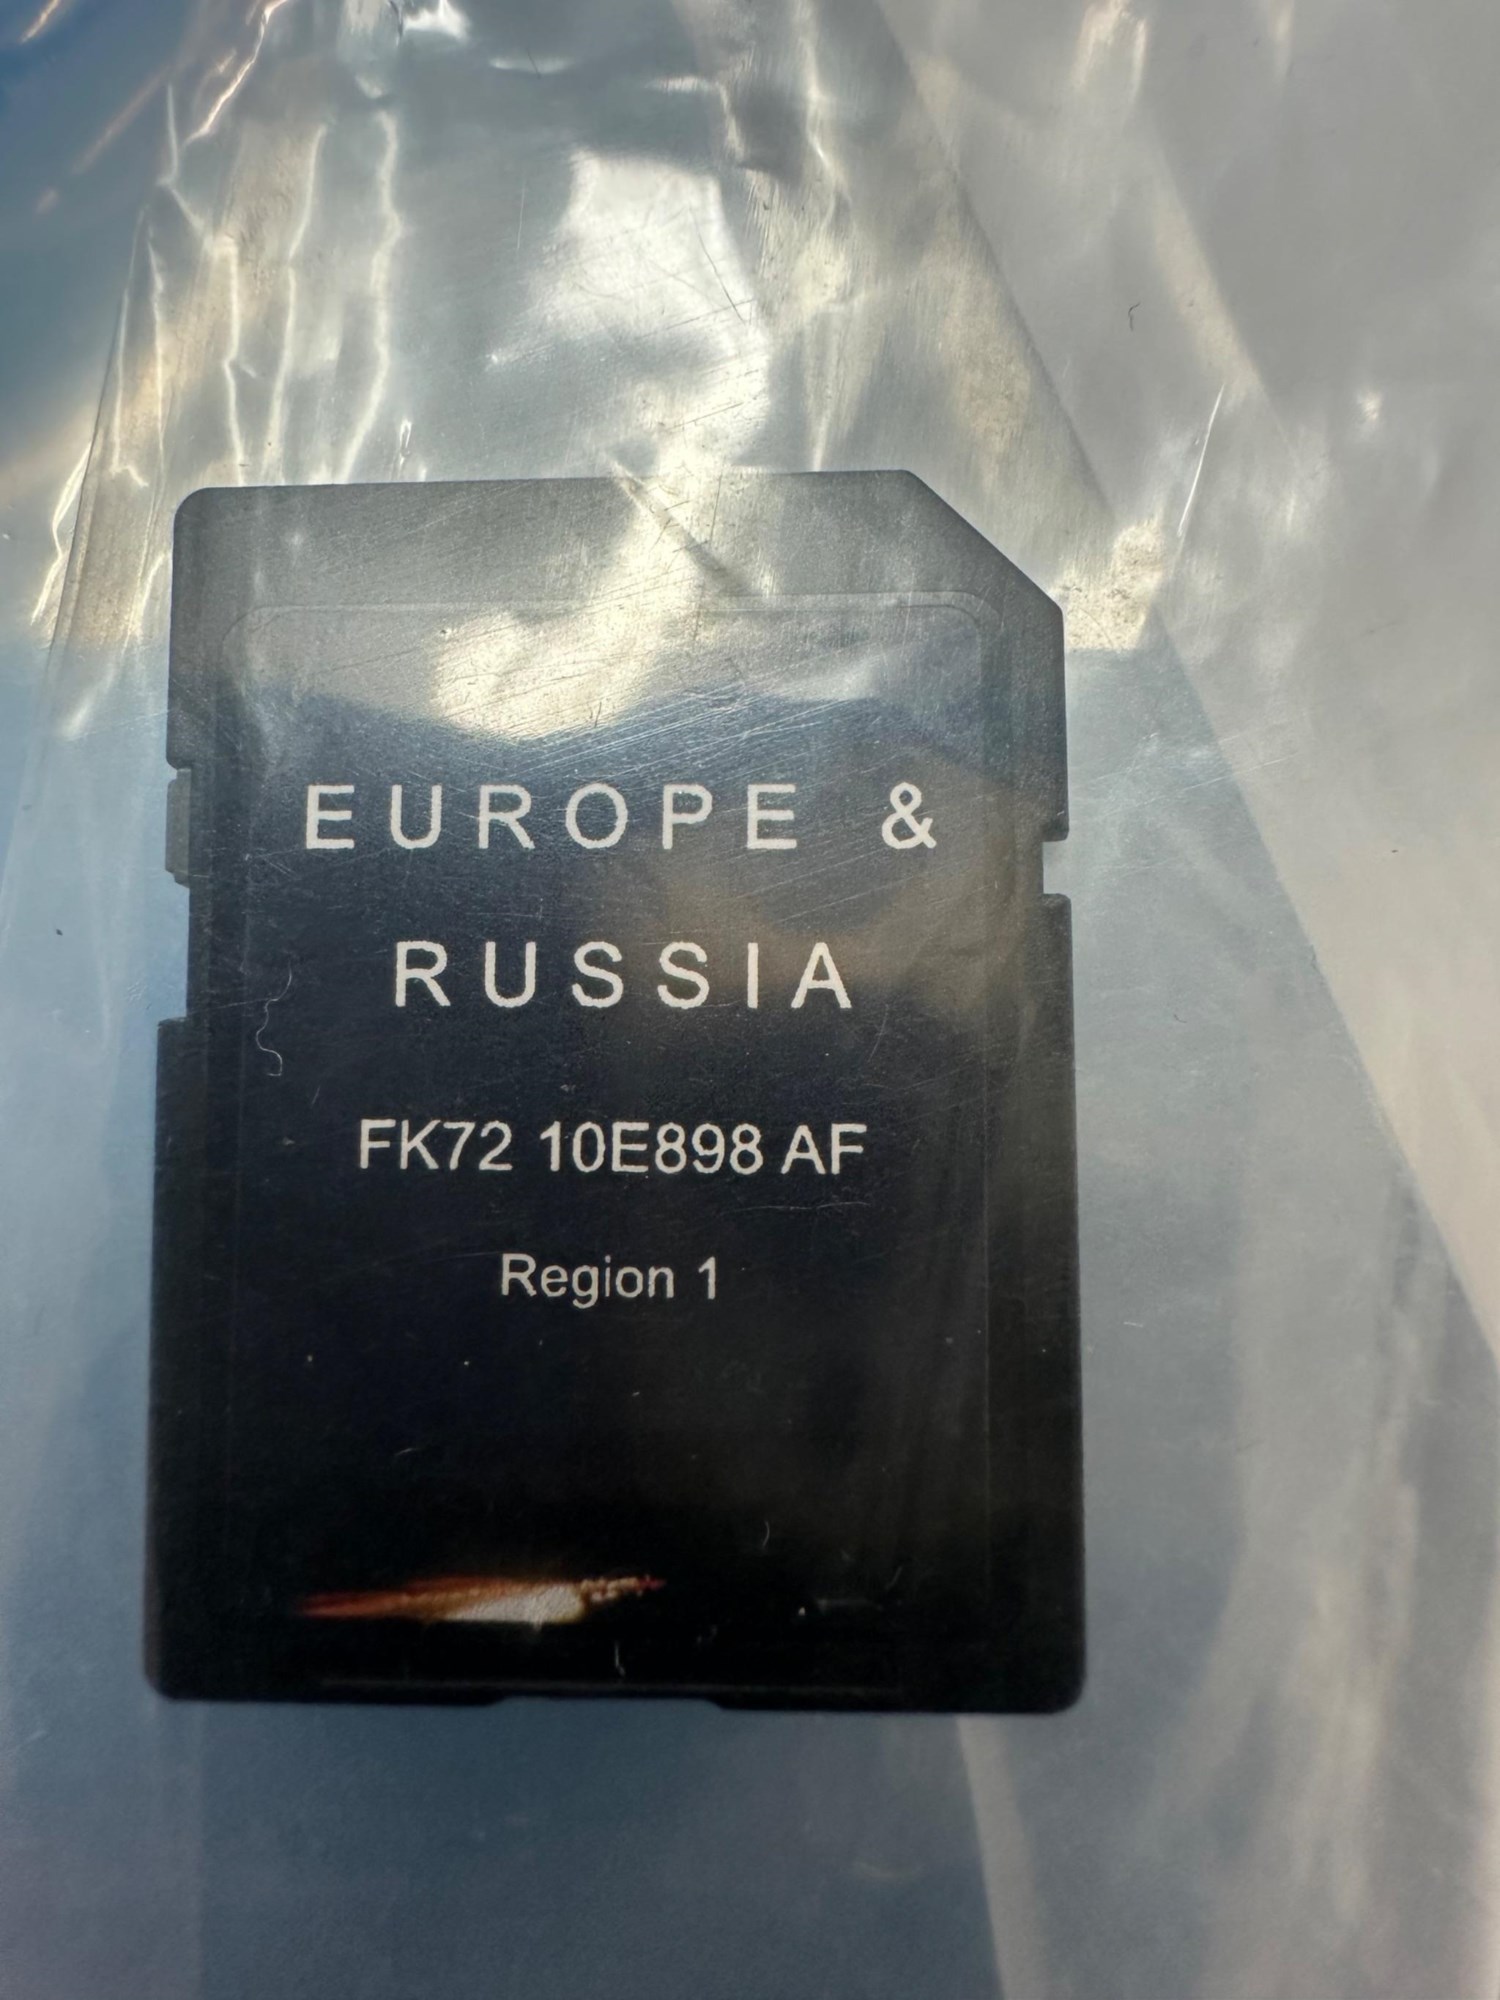 EUROPE &
RUSSIA
FK72 10E898 AF
Region 1